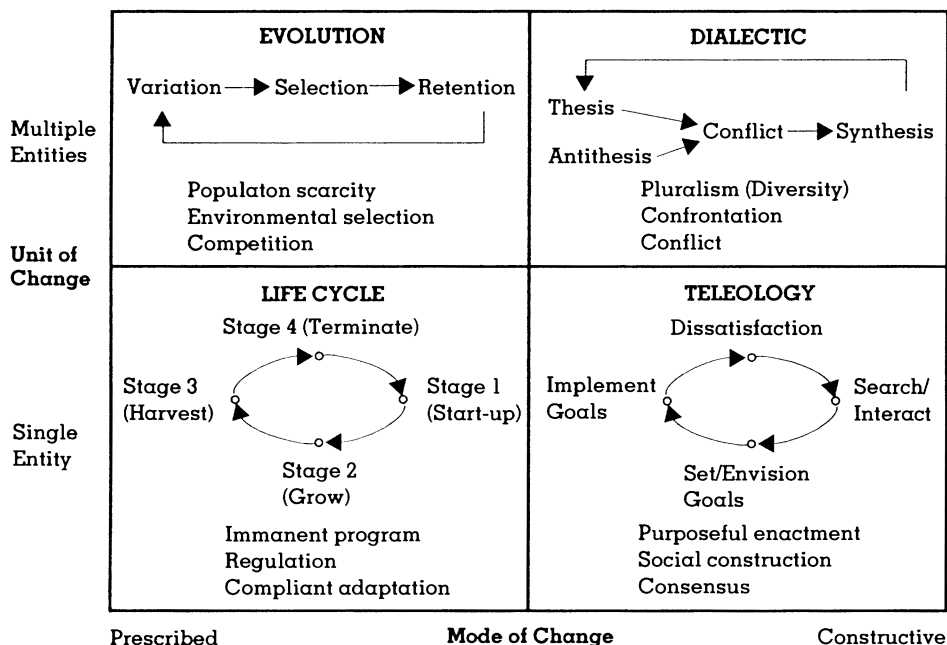 EVOLUTION
Variation Selection Retention
Populaton scarcity
Environmental selection
Competition
DIALECTIC
Thesis
Antithesis
Conflict Synthesis
Pluralism (Diversity)
Confrontation
Conflict
Multiple
Entities
Unit of
Change
LIFE CYCLE
Stage 4 (Terminate)
Stage 3
(Harvest)
Stage 1
(Start-up)
Stage 2
(Grow)
Immanent program
Regulation
Compliant adaptation
TELEOLOGY
Dissatisfaction
Implement
Goals
Search/
Interact
Set/Envision
Goals
Purposeful enactment
Social construction
Consensus
Single
Entity
Prescribed Mode of Change Constructive